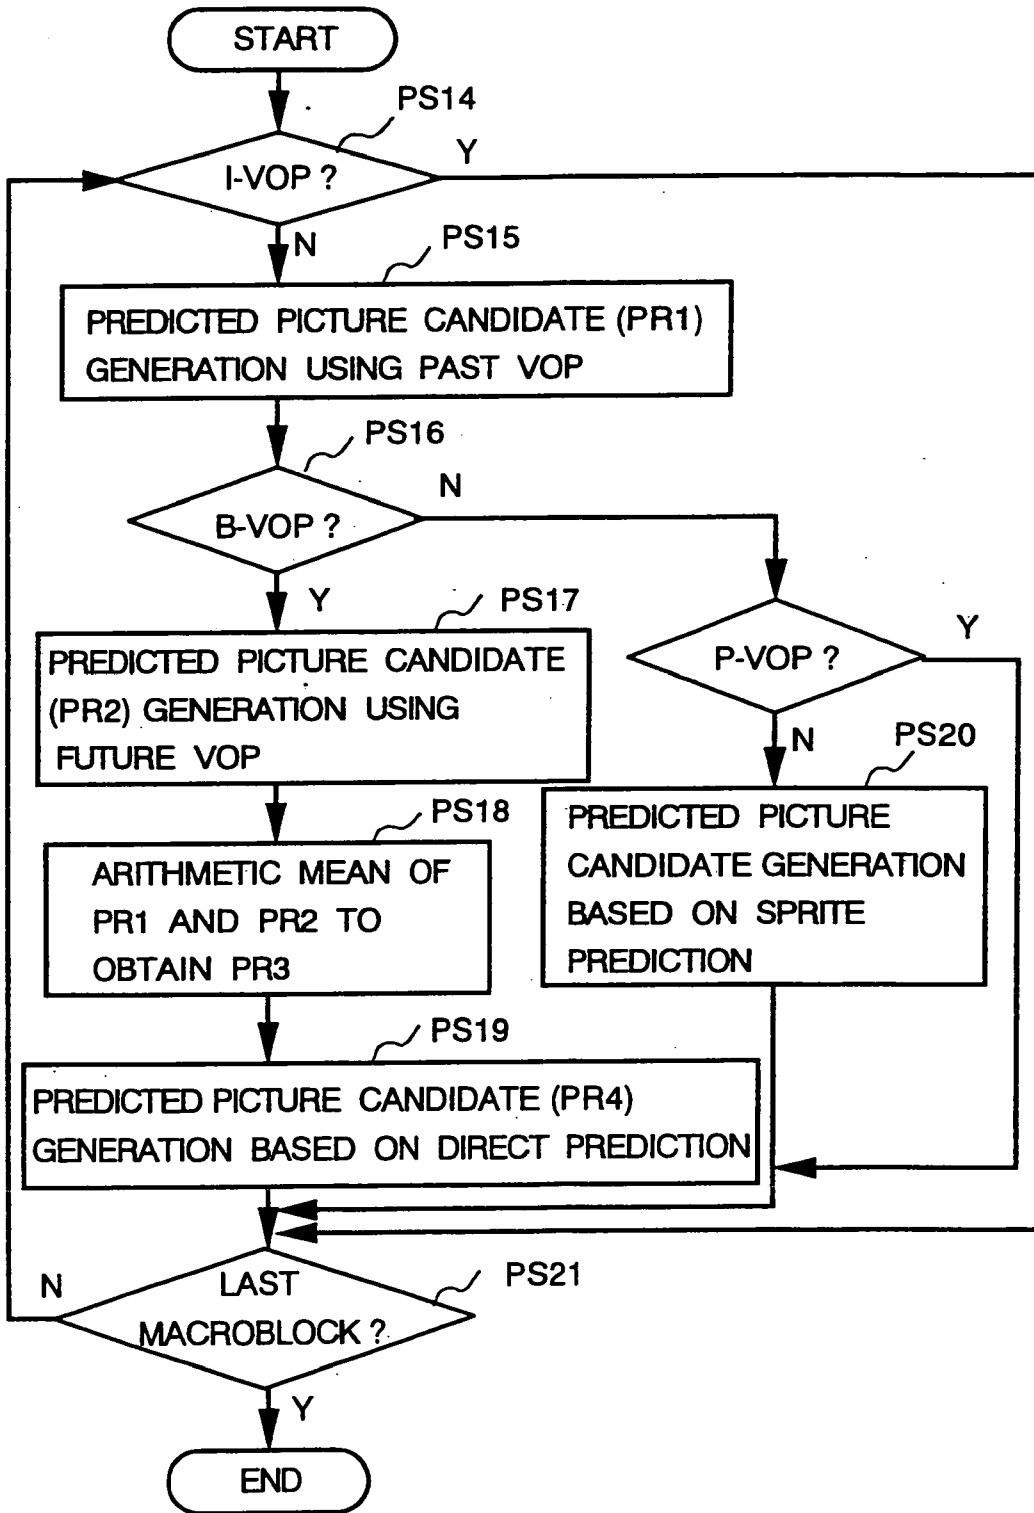 START
PS14
I-VOP ?
Y
N
PS15
PREDICTED PICTURE CANDIDATE (PR1)
GENERATION USING PAST VOP
PS16
B-VOP ?
N
Y
PS17
PREDICTED PICTURE CANDIDATE
(PR2) GENERATION USING
FUTURE VOP
P-VOP ?
Y
N
PS20
PREDICTED PICTURE
CANDIDATE GENERATION
BASED ON SPRITE
PREDICTION
PS18
ARITHMETIC MEAN OF
PR1 AND PR2 TO
OBTAIN PR3
PS19
PREDICTED PICTURE CANDIDATE (PR4)
GENERATION BASED ON DIRECT PREDICTION
N
LAST
MACROBLOCK ?
PS21
Y
END